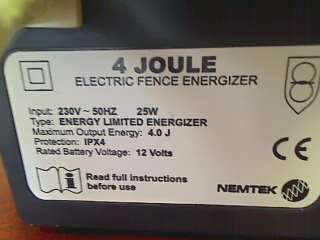 4 JOULE
ELECTRIC FENCE ENERGIZER
Input: 230V ~ 50HZ 25W
Type: ENERGY LIMITED ENERGIZER
Maximum Output Energy: 4.0 J
Protection: IPX4
Rated Battery Voltage: 12 Volts
Read full instructions
before use
NEMTEK
CE